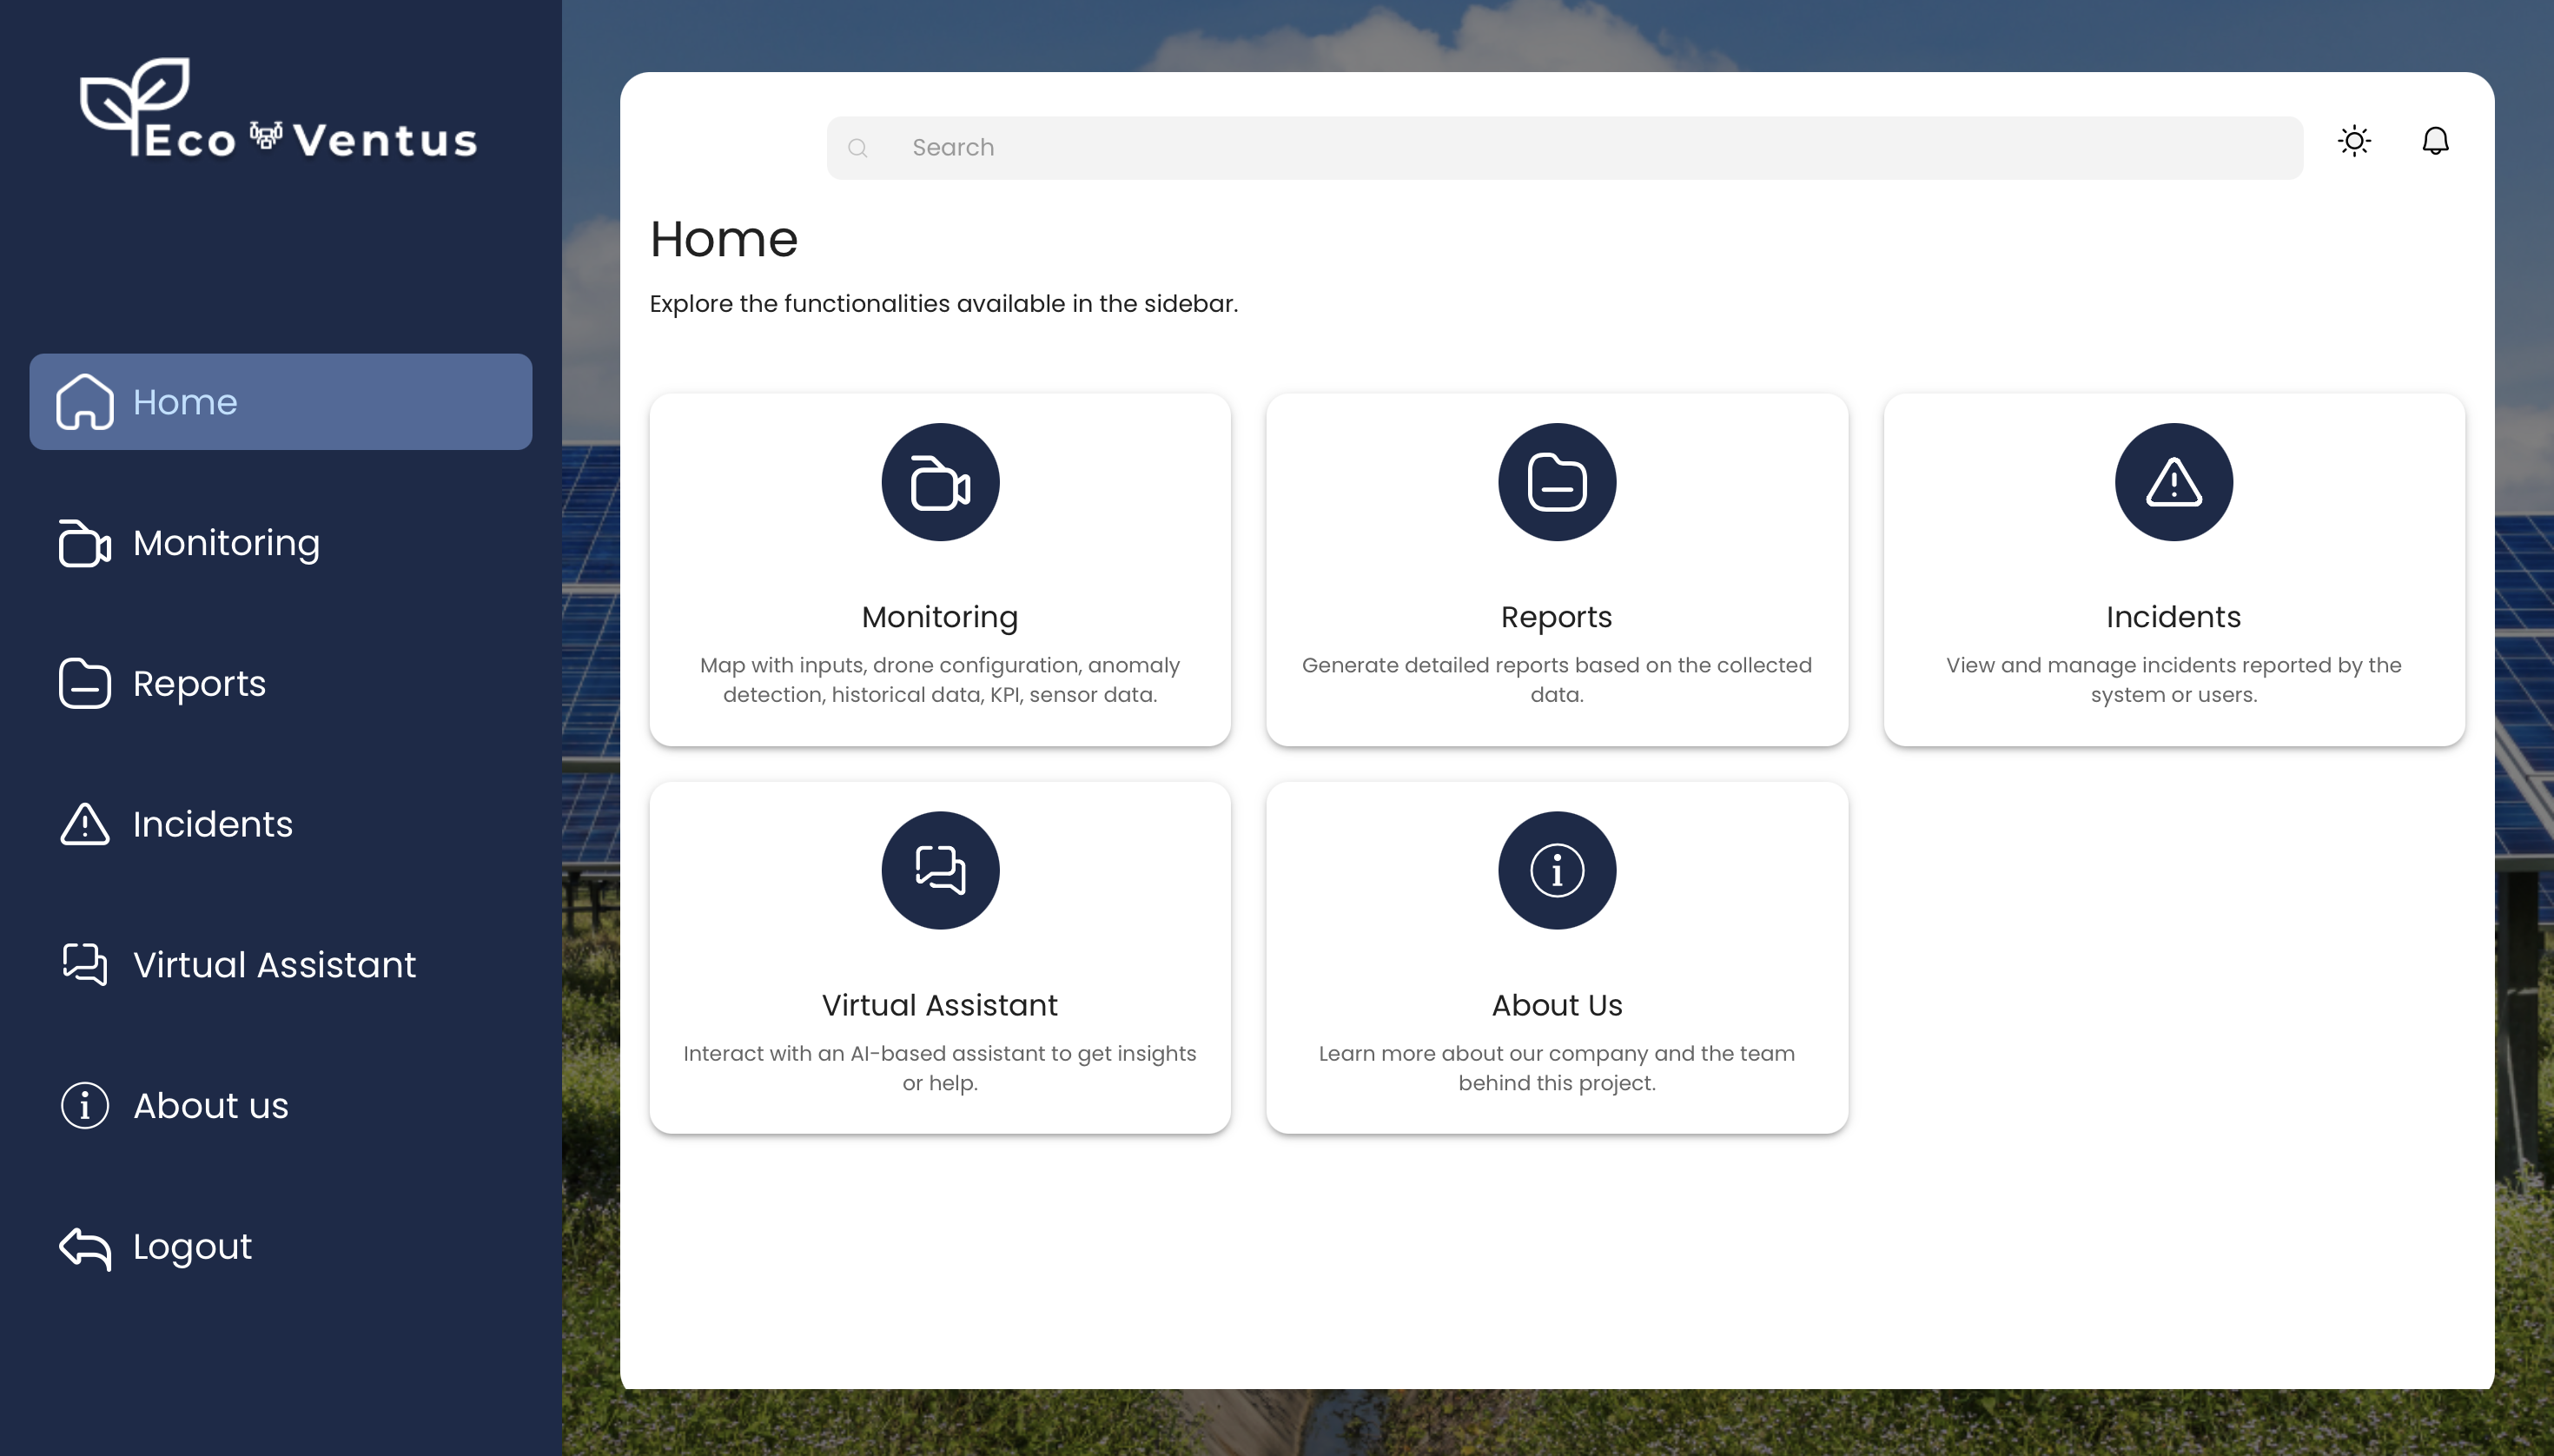 Eco Ventus
Home
Monitoring
Reports
Incidents
Virtual Assistant
About us
Logout
Search
Home
Explore the functionalities available in the sidebar.
Monitoring
Map with inputs, drone configuration, anomaly
detection, historical data, KPI, sensor data.
Reports
Generate detailed reports based on the collected
data.
Incidents
View and manage incidents reported by the
system or users.
Virtual Assistant
Interact with an AI-based assistant to get insights
or help.
About Us
Learn more about our company and the team
behind this project.